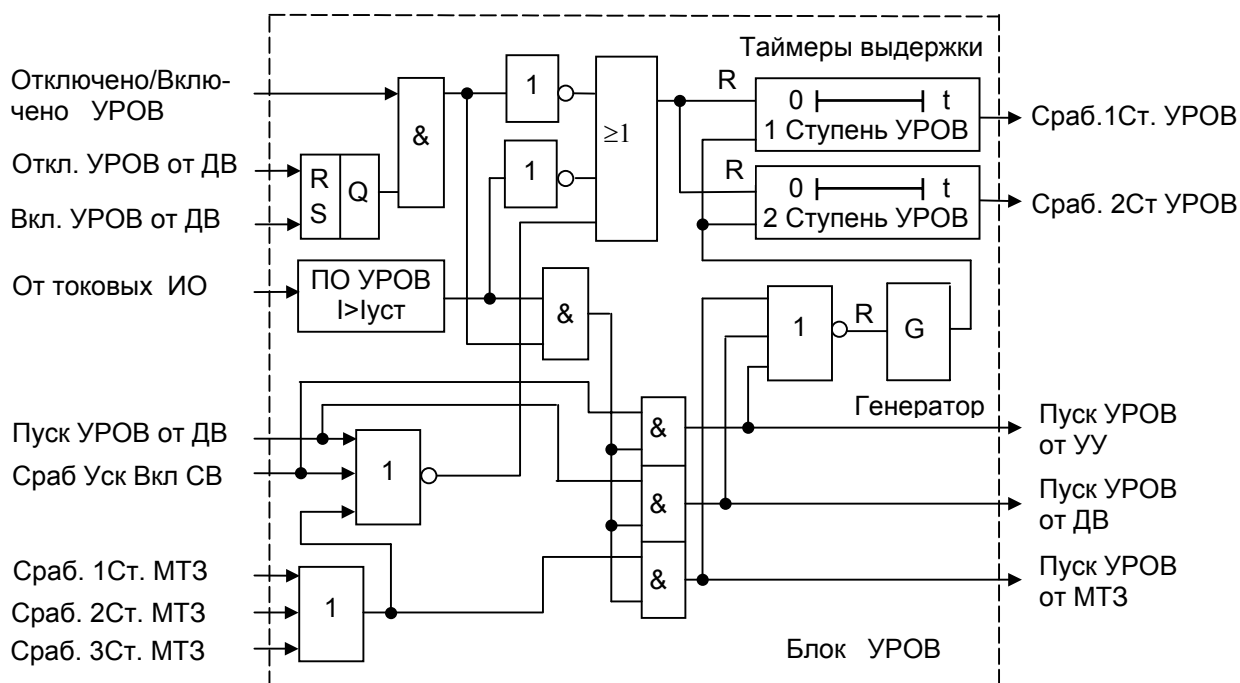 Таймеры выдержки
Отключено/Вклю-
чено УРОВ
&
1
≥1
R
0 t
1 Ступень УРОВ
Сраб.1Ст. УРОВ
Откл. УРОВ от ДВ
Вкл. УРОВ от ДВ
R
S
Q
1
R
0 t
2 Ступень УРОВ
Сраб. 2Ст УРОВ
От токовых ИО
ПО УРОВ
I>Iуст
&
1
R
G
Генератор
Пуск УРОВ от ДВ
Сраб Уск Вкл СВ
1
&
&
&
Пуск УРОВ
от УУ
Пуск УРОВ
от ДВ
Пуск УРОВ
от МТЗ
Сраб. 1Ст. МТЗ
Сраб. 2Ст. МТЗ
Сраб. 3Ст. МТЗ
1
Блок УРОВ